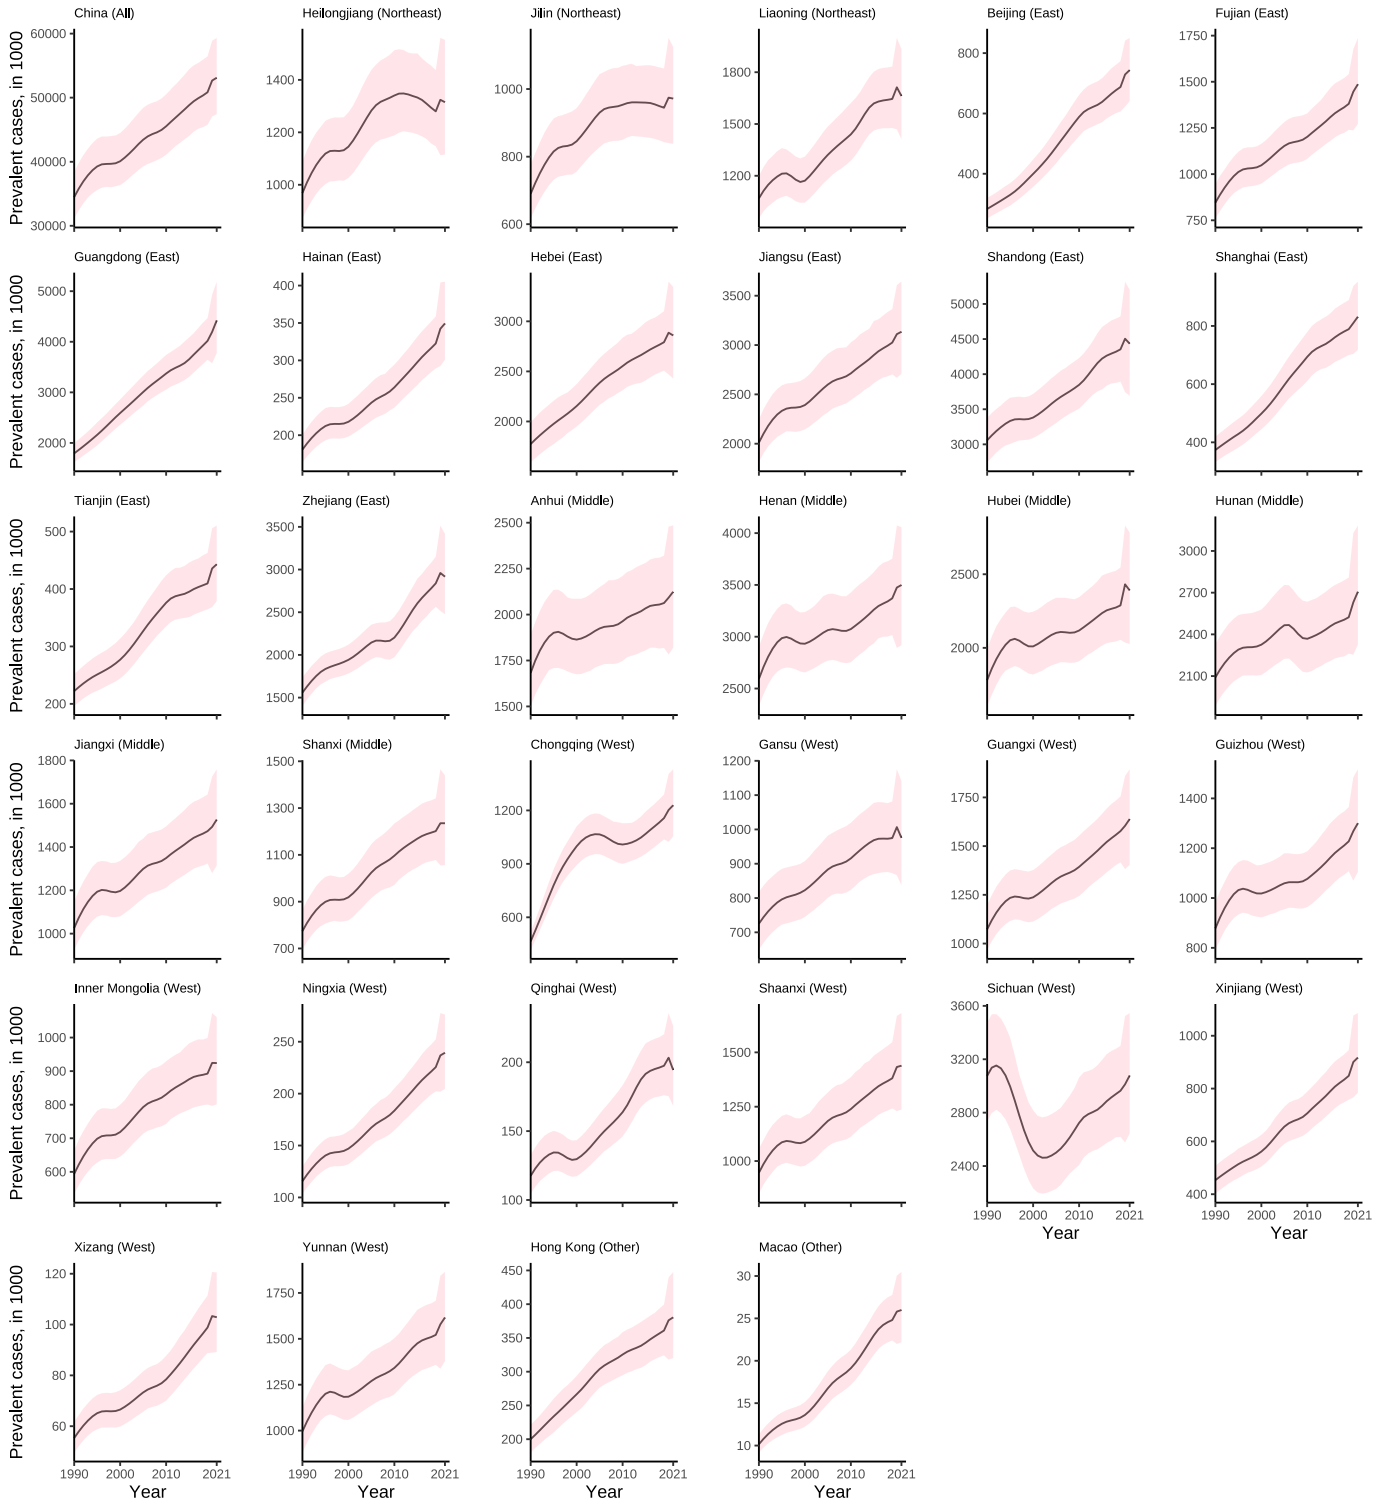 China (All)
Heilongjiang (Northeast)
Jilin (Northeast)
Liaoning (Northeast)
Beijing (East)
Fujian (East)
Prevalent cases, in 1000
60000
50000
40000
30000
1400
1200
1000
1000
800
600
1800
1500
1200
800
600
400
1750
1500
1250
1000
750
Guangdong (East)
Hainan (East)
Hebei (East)
Jiangsu (East)
Shandong (East)
Shanghai (East)
Prevalent cases, in 1000
5000
4000
3000
2000
400
350
300
250
200
3000
2500
2000
3500
3000
2500
2000
5000
4500
4000
3500
3000
800
600
400
Tianjin (East)
Zhejiang (East)
Anhui (Middle)
Henan (Middle)
Hubei (Middle)
Hunan (Middle)
Prevalent cases, in 1000
500
400
300
200
3500
3000
2500
2000
1500
2500
2250
2000
1750
1500
4000
3500
3000
2500
2500
2000
3000
2700
2400
2100
Jiangxi (Middle)
Shanxi (Middle)
Chongqing (West)
Gansu (West)
Guangxi (West)
Guizhou (West)
Prevalent cases, in 1000
1800
1600
1400
1200
1000
1500
1300
1100
900
700
1200
900
600
1200
1100
1000
900
800
700
1750
1500
1250
1000
1400
1200
1000
800
Inner Mongolia (West)
Ningxia (West)
Qinghai (West)
Shaanxi (West)
Sichuan (West)
Xinjiang (West)
Prevalent cases, in 1000
1000
900
800
700
600
250
200
150
100
200
150
100
1500
1250
1000
3600
3200
2800
2400
1000
800
600
400
1990 2000 2010 2021
Year
1990 2000 2010 2021
Year
Xizang (West)
Yunnan (West)
Hong Kong (Other)
Macao (Other)
Prevalent cases, in 1000
120
100
80
60
1750
1500
1250
1000
450
400
350
300
250
200
30
25
20
15
10
1990 2000 2010 2021
Year
1990 2000 2010 2021
Year
1990 2000 2010 2021
Year
1990 2000 2010 2021
Year